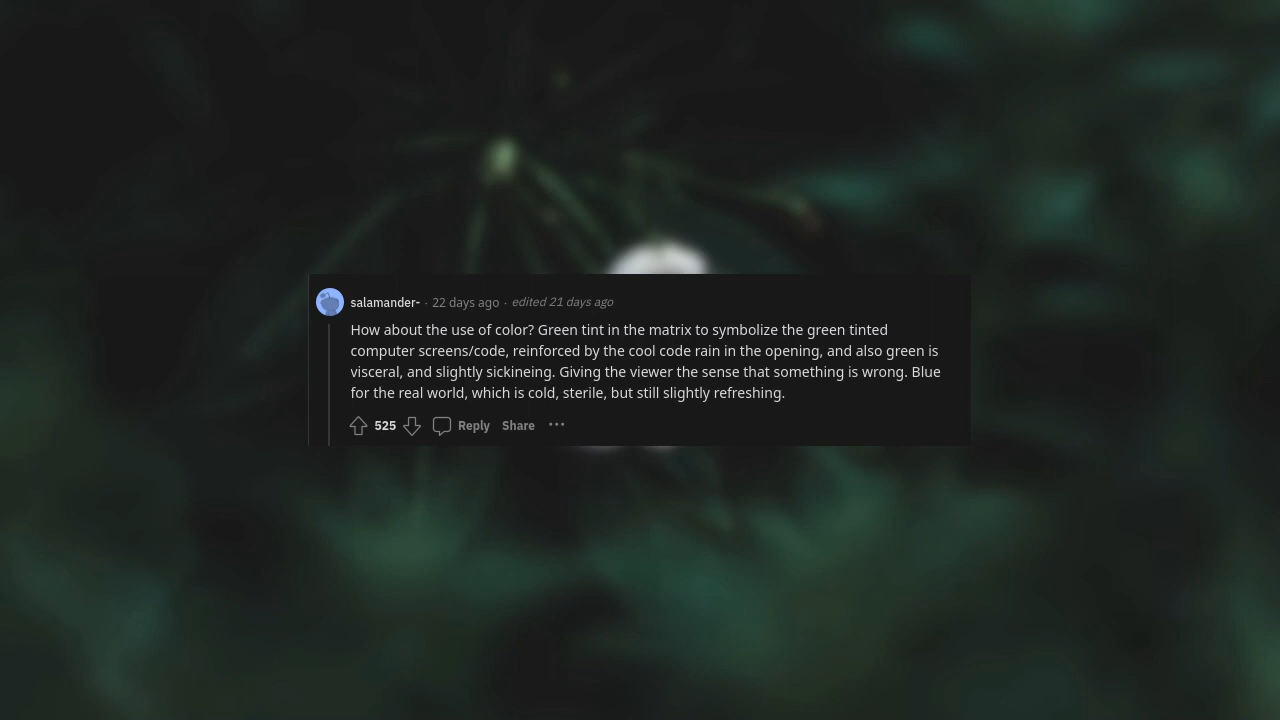 salamander- · 22 days ago · edited 21 days ago
How about the use of color? Green tint in the matrix to symbolize the green tinted
computer screens/code, reinforced by the cool code rain in the opening, and also green is
visceral, and slightly sickineing. Giving the viewer the sense that something is wrong. Blue
for the real world, which is cold, sterile, but still slightly refreshing.
525 Reply Share ···